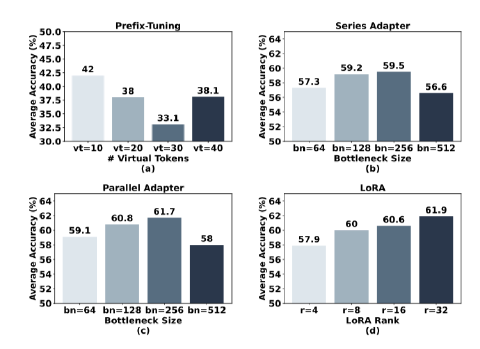 Prefix-Tuning
Average Accuracy (%)
50.0
47.5
45.0
42.5
40.0
37.5
35.0
32.5
30.0
42
38
33.1
38.1
vt=10 vt=20 vt=30 vt=40
# Virtual Tokens
(a)
Series Adapter
Average Accuracy (%)
64
62
60
58
56
54
52
50
57.3
59.2
59.5
56.6
bn=64 bn=128 bn=256 bn=512
Bottleneck Size
(b)
Parallel Adapter
Average Accuracy (%)
64
62
60
58
56
54
52
50
59.1
60.8
61.7
58
bn=64 bn=128 bn=256 bn=512
Bottleneck Size
(c)
LoRA
Average Accuracy (%)
64
62
60
58
56
54
52
50
57.9
60
60.6
61.9
r=4 r=8 r=16 r=32
LoRA Rank
(d)